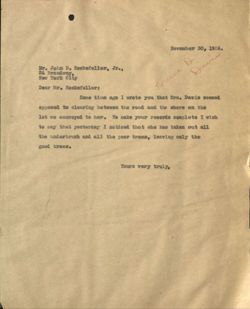 November 20, 1924.
Mr. John D. Rockefeller, Jr.,
26 Broadway,
New York City
Dear Mr. Rockefeller:
Some time ago I wrote you that Mrs. Davis seemed
opposed to clearing between the road and the shore on the
lot we conveyed to her. To make your records complete I wish
to say that yesterday I noticed that she has taken out all
the underbrush and all the poor trees, leaving only the
good trees.
Yours very truly,